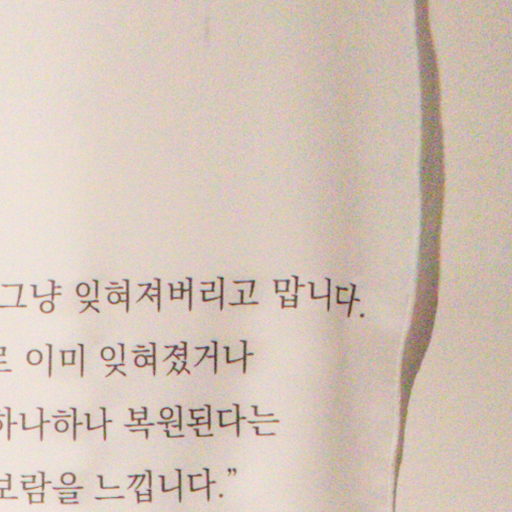 그냥 잊혀져버리고 맙니다.
로 이미 잊혀졌거나
하나하나 복원된다는
보람을 느낍니다.”